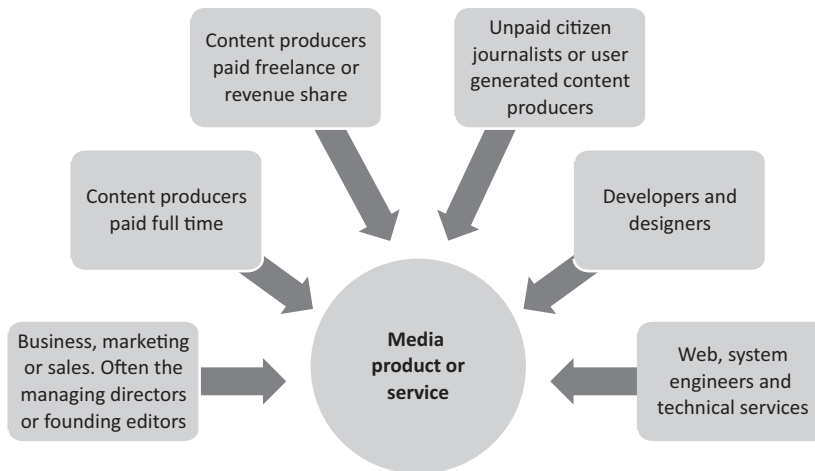 Content producers
paid freelance or
revenue share
Unpaid citizen
journalists or user
generated content
producers
Content producers
paid full time
Developers and
designers
Business, marketing
or sales. Often the
managing directors
or founding editors
Media
product or
service
Web, system
engineers and
technical services